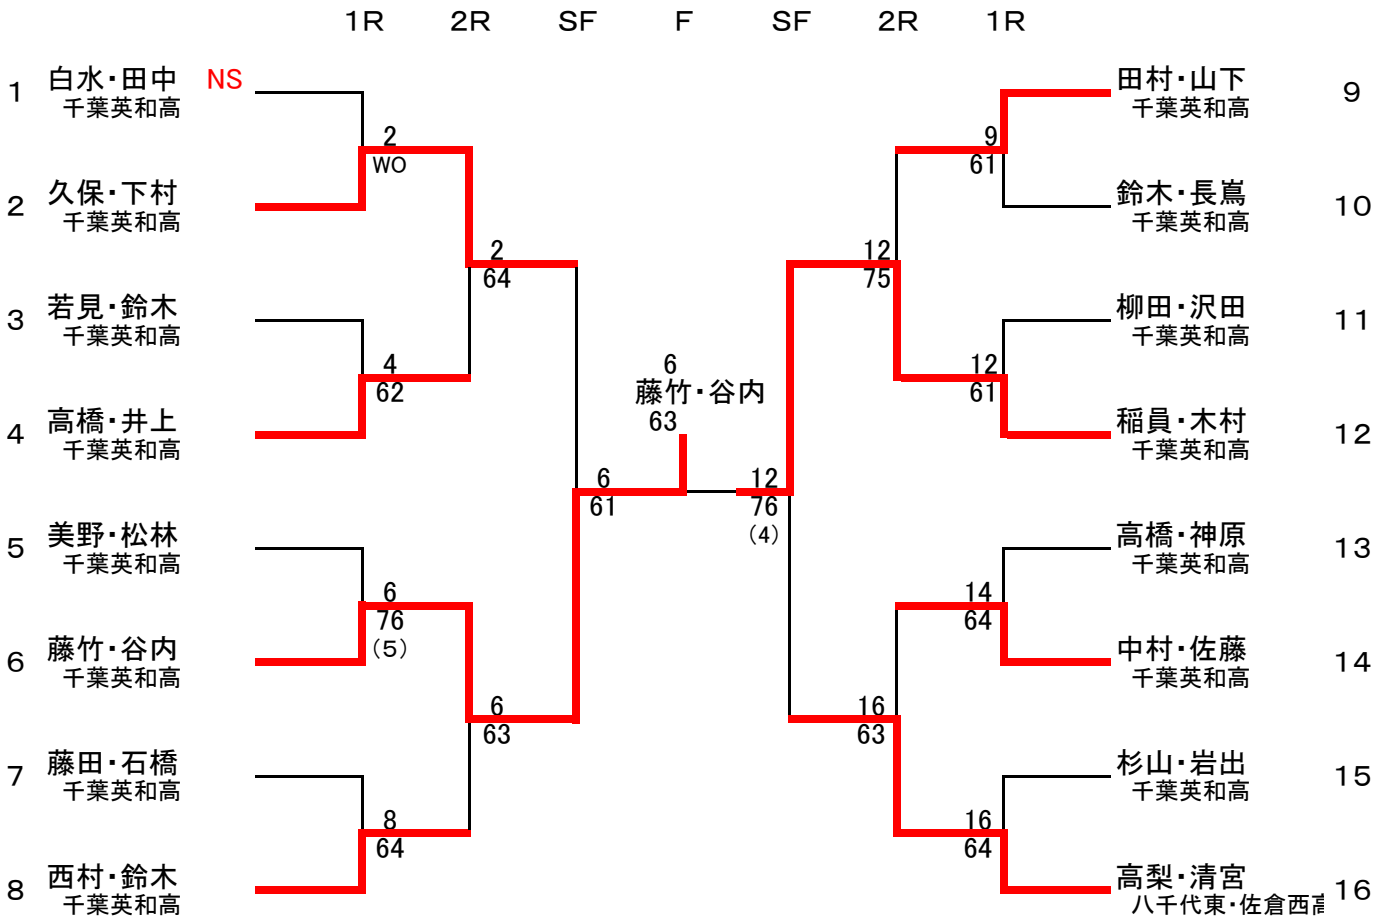 1R 2R SF F SF 2R 1R
1 白水・田中 NS
千葉英和高
2
WO
2 久保・下村
千葉英和高
2
64
3 若見・鈴木
千葉英和高
4
62
4 高橋・井上
千葉英和高
6
61
5 美野・松林
千葉英和高
6
76
(5)
6 藤竹・谷内
千葉英和高
6
63
7 藤田・石橋
千葉英和高
8
64
8 西村・鈴木
千葉英和高
6
藤竹・谷内
63
田村・山下 9
千葉英和高
9
61
鈴木・長嶌 10
千葉英和高
12
75
柳田・沢田 11
千葉英和高
12
61
稲員・木村 12
千葉英和高
12
76
(4)
高橋・神原 13
千葉英和高
14
64
中村・佐藤 14
千葉英和高
16
63
杉山・岩出 15
千葉英和高
16
64
高梨・清宮 16
八千代東・佐倉西高